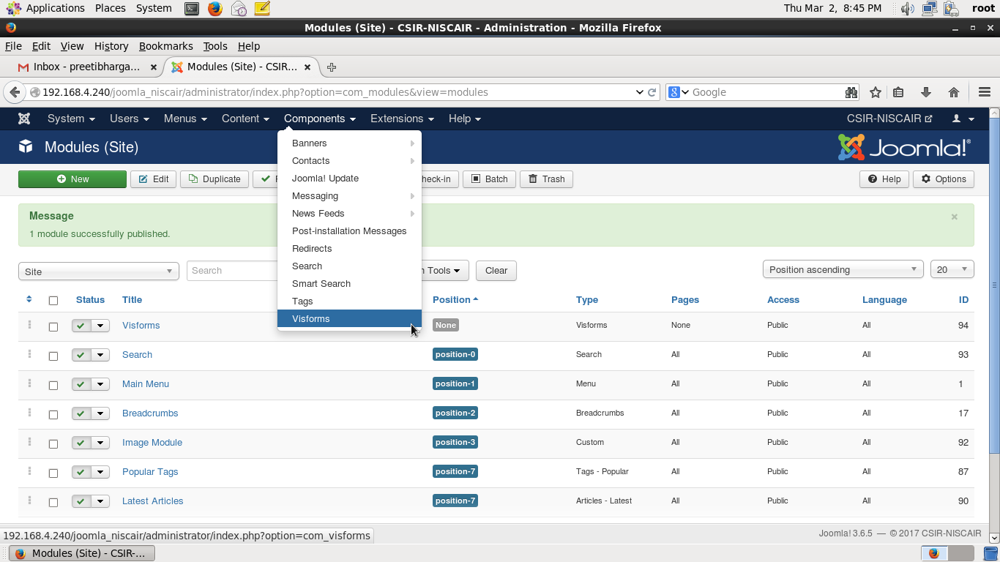 Applications Places System Thu Mar 2, 8:45 PM root
Modules (Site) - CSIR-NISCAIR - Administration - Mozilla Firefox
File Edit View History Bookmarks Tools Help
Inbox - preetibharga... Modules (Site) - CSIR...
192.168.4.240/joomla_niscair/administrator/index.php?option=com_modules&view=modules Google
System Users Menus Content Components Extensions Help CSIR-NISCAIR
Modules (Site) Joomla!
Banners
Contacts
Joomla! Update
Messaging
News Feeds
Post-installation Messages
Redirects
Search
Smart Search
Tags
Visforms
New Edit Duplicate heck-in Batch Trash Help Options
Message
1 module successfully published.
Site Search Tools Clear Position ascending 20
Status Title Position Type Pages Access Language ID
Visforms None Visforms None Public All 94
Search position-0 Search All Public All 93
Main Menu position-1 Menu All Public All 1
Breadcrumbs position-2 Breadcrumbs All Public All 17
Image Module position-3 Custom All Public All 92
Popular Tags position-7 Tags - Popular All Public All 87
Latest Articles position-7 Articles - Latest All Public All 90
192.168.4.240/joomla_niscair/administrator/index.php?option=com_visforms Joomla! 3.6.5 — © 2017 CSIR-NISCAIR
Modules (Site) - CSIR-...